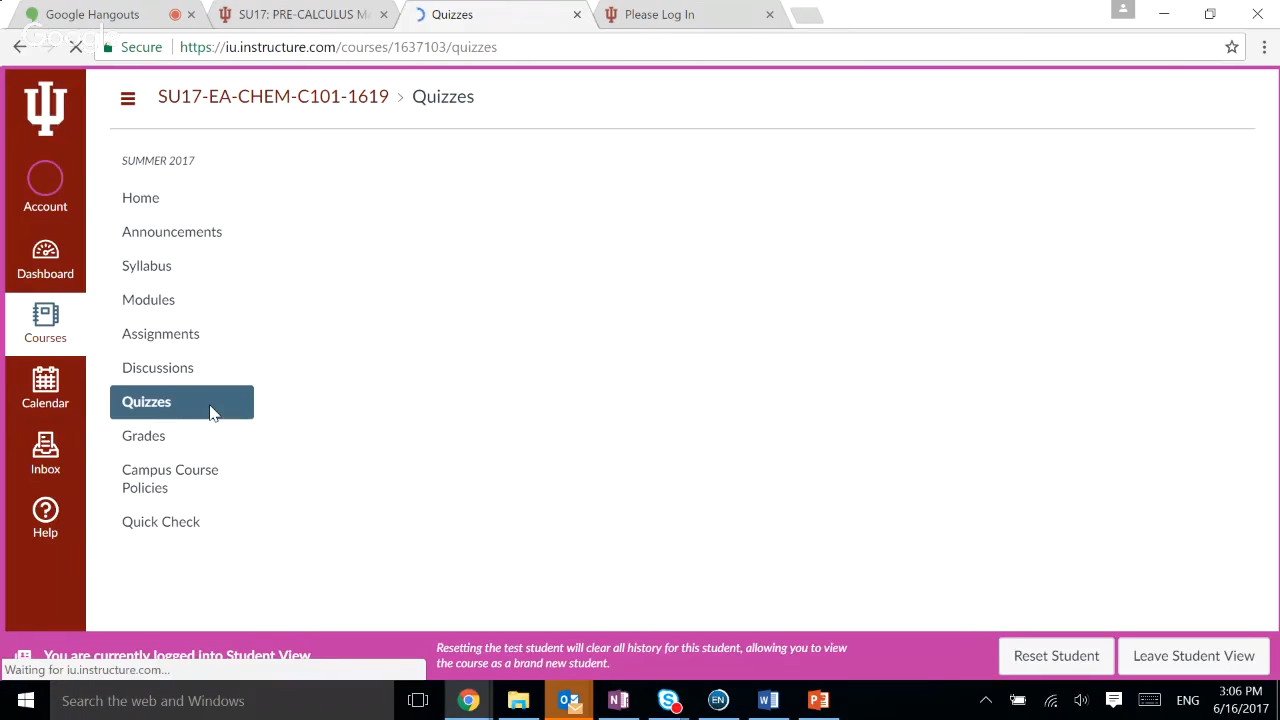 Google Hangouts
SU17: PRE-CALCULUS M
Quizzes
Please Log In
Google
Secure
https://iu.instructure.com/courses/1637103/quizzes
SU17-EA-CHEM-C101-1619 > Quizzes
SUMMER 2017
Account
Dashboard
Courses
Calendar
Inbox
Help
Home
Announcements
Syllabus
Modules
Assignments
Discussions
Quizzes
Grades
Campus Course
Policies
Quick Check
You are currently logged into Student View
Resetting the test student will clear all history for this student, allowing you to view
the course as a brand new student.
Reset Student
Leave Student View
Waiting for iu.instructure.com...
Search the web and Windows
EN
ENG
3:06 PM
6/16/2017